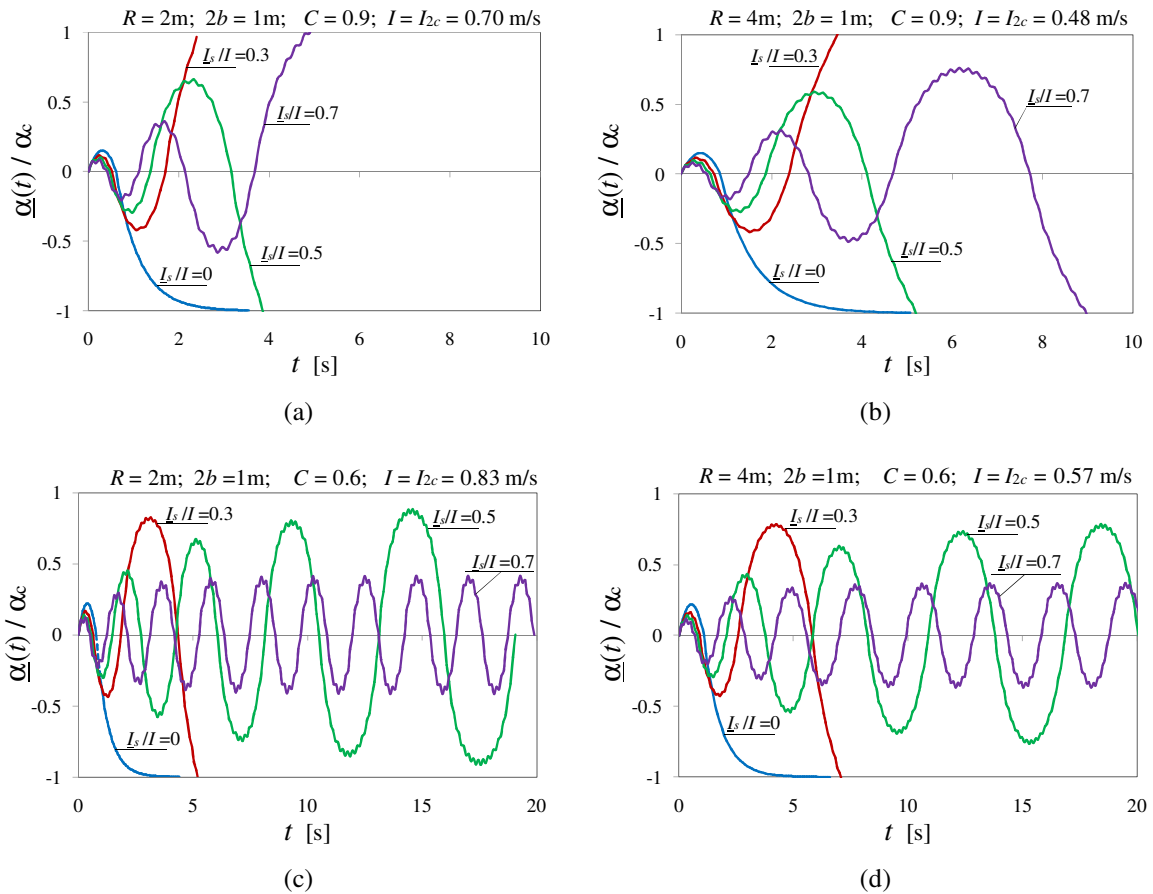 R = 2m; 2b = 1m; C = 0.9; I = I2c = 0.70 m/s
1
0.5
0
-0.5
-1
α(t) / αc
Is/I=0.3
Is/I=0.7
Is/I=0.5
Is/I=0
0 2 4 6 8 10
t [s]
(a)
R = 4m; 2b = 1m; C = 0.9; I = I2c = 0.48 m/s
1
0.5
0
-0.5
-1
α(t) / αc
Is/I=0.3
Is/I=0.7
Is/I=0.5
Is/I=0
0 2 4 6 8 10
t [s]
(b)
R = 2m; 2b =1m; C = 0.6; I = I2c = 0.83 m/s
1
0.5
0
-0.5
-1
α(t) / αc
Is/I=0.3
Is/I=0.5
Is/I=0.7
Is/I=0
0 5 10 15 20
t [s]
(c)
R = 4m; 2b =1m; C = 0.6; I = I2c = 0.57 m/s
1
0.5
0
-0.5
-1
α(t) / αc
Is/I=0.3
Is/I=0.5
Is/I=0.7
Is/I=0
0 5 10 15 20
t [s]
(d)